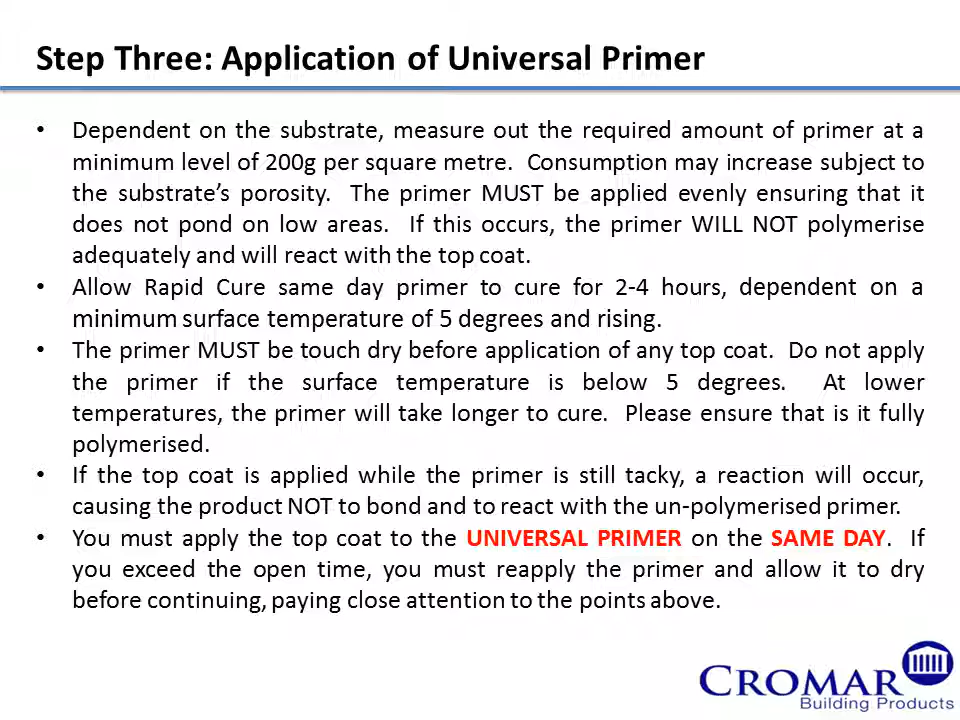 Step Three: Application of Universal Primer
• Dependent on the substrate, measure out the required amount of primer at a
minimum level of 200g per square metre. Consumption may increase subject to
the substrate's porosity. The primer MUST be applied evenly ensuring that it
does not pond on low areas. If this occurs, the primer WILL NOT polymerise
adequately and will react with the top coat.
• Allow Rapid Cure same day primer to cure for 2-4 hours, dependent on a
minimum surface temperature of 5 degrees and rising.
• The primer MUST be touch dry before application of any top coat. Do not apply
the primer if the surface temperature is below 5 degrees. At lower
temperatures, the primer will take longer to cure. Please ensure that is it fully
polymerised.
• If the top coat is applied while the primer is still tacky, a reaction will occur,
causing the product NOT to bond and to react with the un-polymerised primer.
• You must apply the top coat to the UNIVERSAL PRIMER on the SAME DAY. If
you exceed the open time, you must reapply the primer and allow it to dry
before continuing, paying close attention to the points above.
CROMAR
Building Products